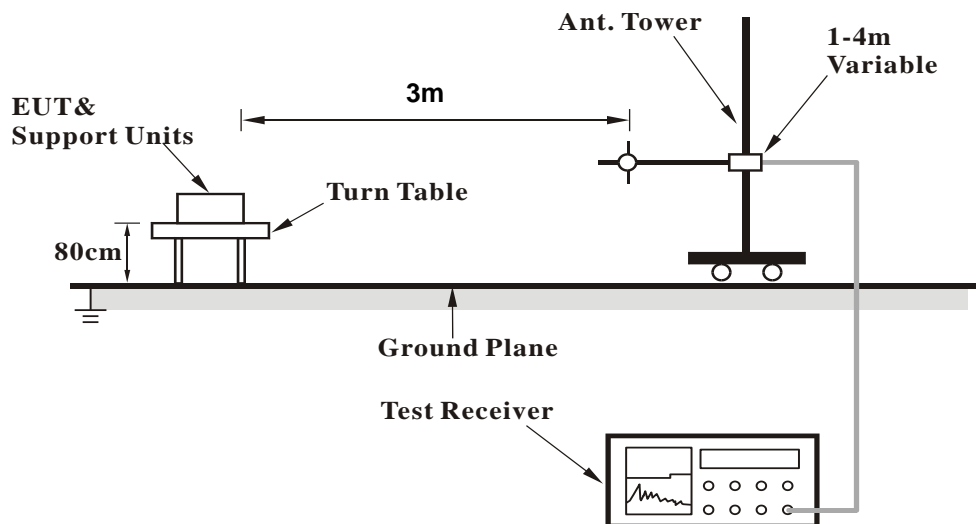 Ant. Tower
1-4m
Variable
3m
EUT&
Support Units
Turn Table
80cm
Ground Plane
Test Receiver